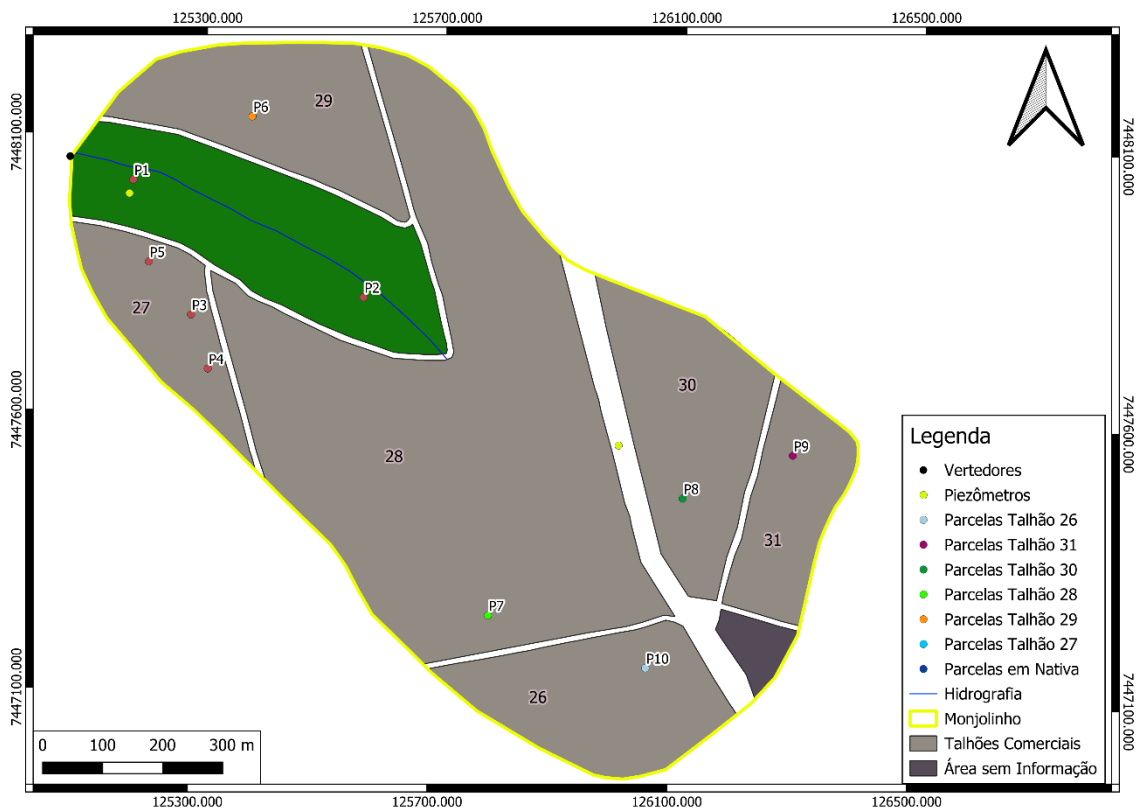 125300.000 125700.000 126100.000 126500.000
7448100.000
7448100.000
29
P6
P1
P5
P2
27
P3
P4
30
7447600.000
7447600.000
28
P9
P8
31
P7
P10
26
7447100.000
7447100.000
Legenda
Vertedores
Piezômetros
Parcelas Talhão 26
Parcelas Talhão 31
Parcelas Talhão 30
Parcelas Talhão 28
Parcelas Talhão 29
Parcelas Talhão 27
Parcelas em Nativa
Hidrografia
Monjolinho
Talhões Comerciais
Área sem Informação
0 100 200 300 m
125300.000 125700.000 126100.000 126500.000